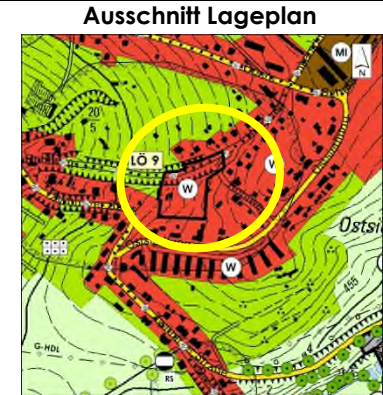 Ausschnitt Lageplan
MI
N
20
5
LÖ 9
W
W
W
Ostsi
455
G-HDL
RS